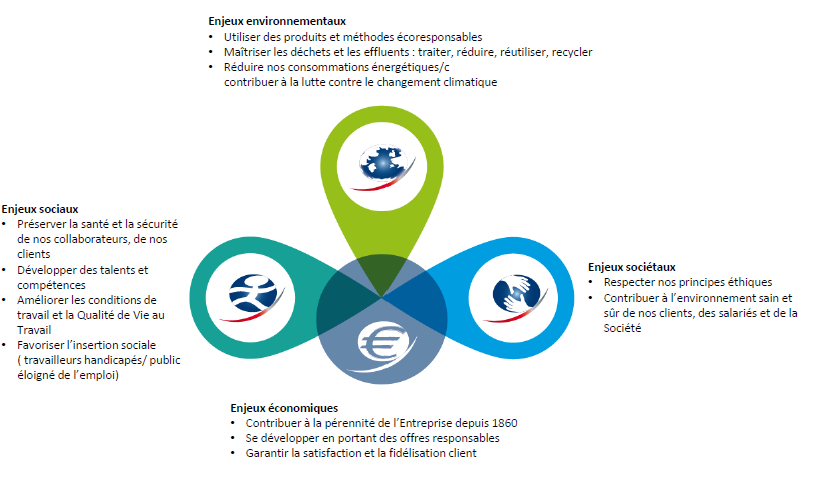 Enjeux environnementaux
• Utiliser des produits et méthodes écoresponsables
• Maîtriser les déchets et les effluents : traiter, réduire, réutiliser, recycler
• Réduire nos consommations énergétiques/c
contribuer à la lutte contre le changement climatique
Enjeux sociaux
• Préserver la santé et la sécurité
de nos collaborateurs, de nos
clients
• Développer des talents et
compétences
• Améliorer les conditions de
travail et la Qualité de Vie au
Travail
• Favoriser l’insertion sociale
( travailleurs handicapés/ public
éloigné de l’emploi)
Enjeux sociétaux
• Respecter nos principes éthiques
• Contribuer à l’environnement sain et
sûr de nos clients, des salariés et de la
Société
€
Enjeux économiques
• Contribuer à la pérennité de l’Entreprise depuis 1860
• Se développer en portant des offres responsables
• Garantir la satisfaction et la fidélisation client